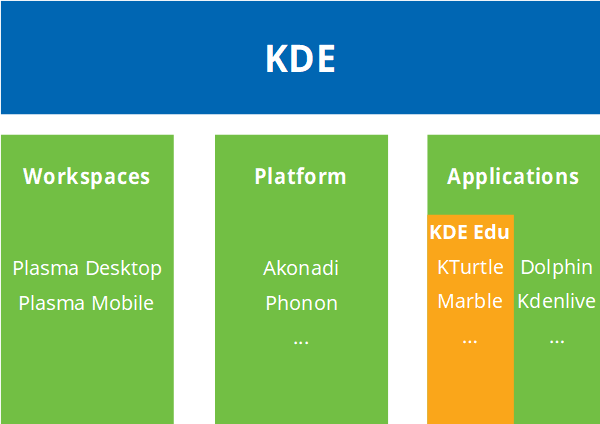 KDE
Workspaces
Plasma Desktop
Plasma Mobile
Platform
Akonadi
Phonon
...
Applications
KDE Edu
KTurtle
Marble
...
Dolphin
Kdenlive
...